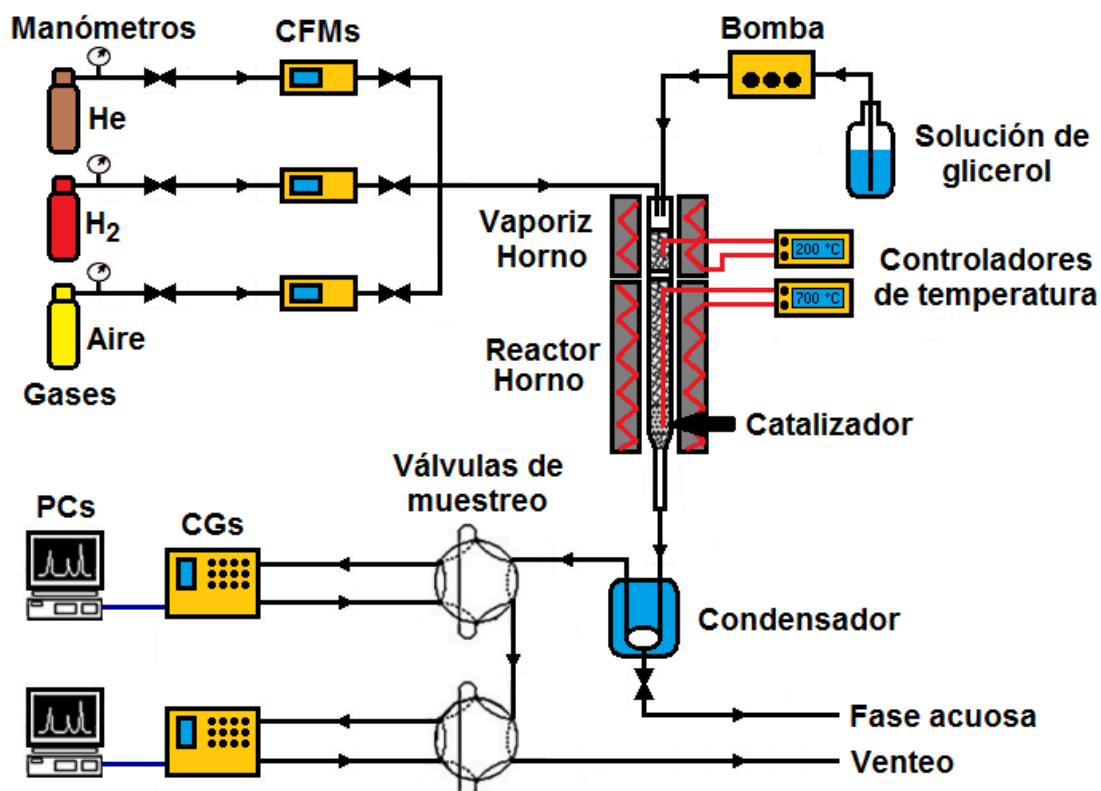 Manómetros
CFMs
Bomba
He
Solución de
glicerol
H2
Vaporiz
Horno
200 °C
Controladores
de temperatura
700 °C
Aire
Reactor
Horno
Gases
Catalizador
Válvulas de
muestreo
PCs
CGs
Condensador
Fase acuosa
Venteo